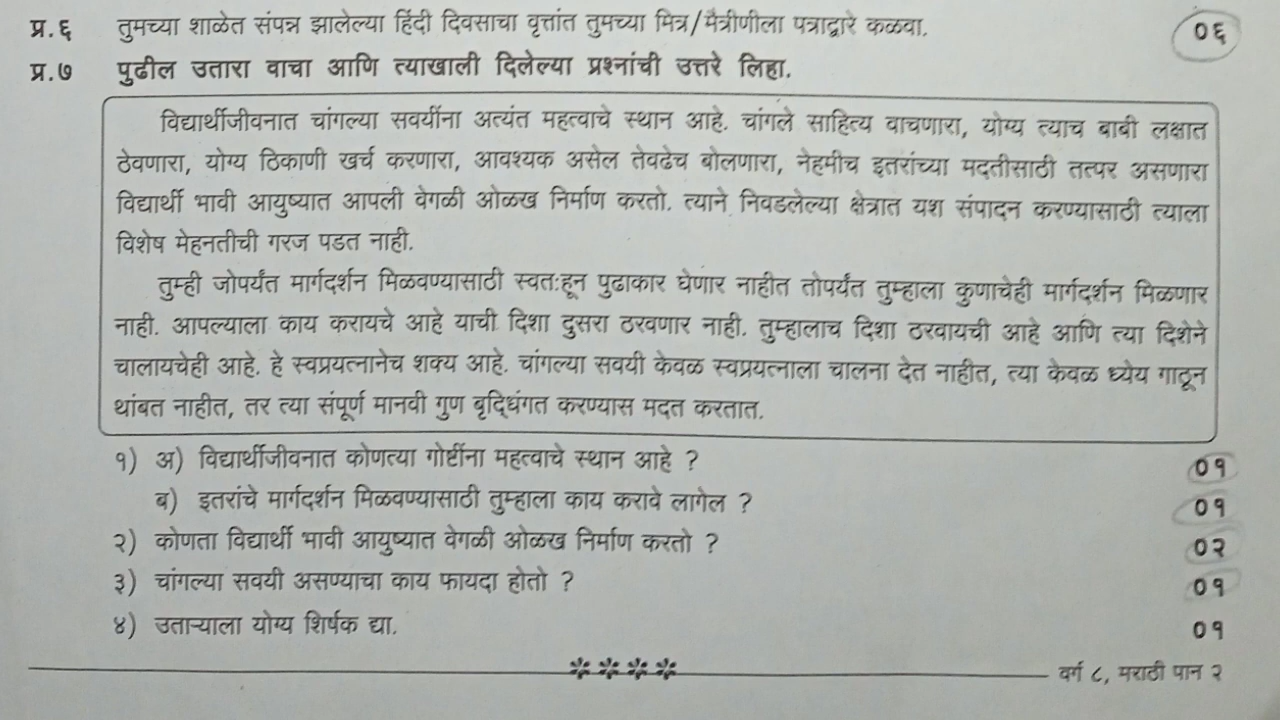 प्र.६ तुमच्या शाळेत संपन्न झालेल्या हिंदी दिवसाचा वृत्तांत तुमच्या मित्र/मैत्रीणीला पत्राद्वारे कळवा. ०६
प्र.७ पुढील उतारा वाचा आणि त्याखाली दिलेल्या प्रश्नांची उत्तरे लिहा.
विद्यार्थीजीवनात चांगल्या सवयींना अत्यंत महत्वाचे स्थान आहे. चांगले साहित्य वाचणारा, योग्य त्याच बाबी लक्षात
ठेवणारा, योग्य ठिकाणी खर्च करणारा, आवश्यक असेल तेवढेच बोलणारा, नेहमीच इतरांच्या मदतीसाठी तत्पर असणारा
विद्यार्थी भावी आयुष्यात आपली वेगळी ओळख निर्माण करतो. त्याने निवडलेल्या क्षेत्रात यश संपादन करण्यासाठी त्याला
विशेष मेहनतीची गरज पडत नाही.
तुम्ही जोपर्यंत मार्गदर्शन मिळवण्यासाठी स्वतःहून पुढाकार घेणार नाहीत तोपर्यंत तुम्हाला कुणाचेही मार्गदर्शन मिळणार
नाही. आपल्याला काय करायचे आहे याची दिशा दुसरा ठरवणार नाही. तुम्हालाच दिशा ठरवायची आहे आणि त्या दिशेने
चालायचेही आहे. हे स्वप्रयत्नानेच शक्य आहे. चांगल्या सवयी केवळ स्वप्रयत्नाला चालना देत नाहीत, त्या केवळ ध्येय गाठून
थांबत नाहीत, तर त्या संपूर्ण मानवी गुण बृद्धिंगत करण्यास मदत करतात.
१) अ) विद्यार्थीजीवनात कोणत्या गोष्टींना महत्वाचे स्थान आहे ? ०१
ब) इतरांचे मार्गदर्शन मिळवण्यासाठी तुम्हाला काय करावे लागेल ? ०१
२) कोणता विद्यार्थी भावी आयुष्यात वेगळी ओळख निर्माण करतो ? ०२
३) चांगल्या सवयी असण्याचा काय फायदा होतो ? ०१
४) उताऱ्याला योग्य शिर्षक द्या. ०१
वर्ग ८, मराठी पान २